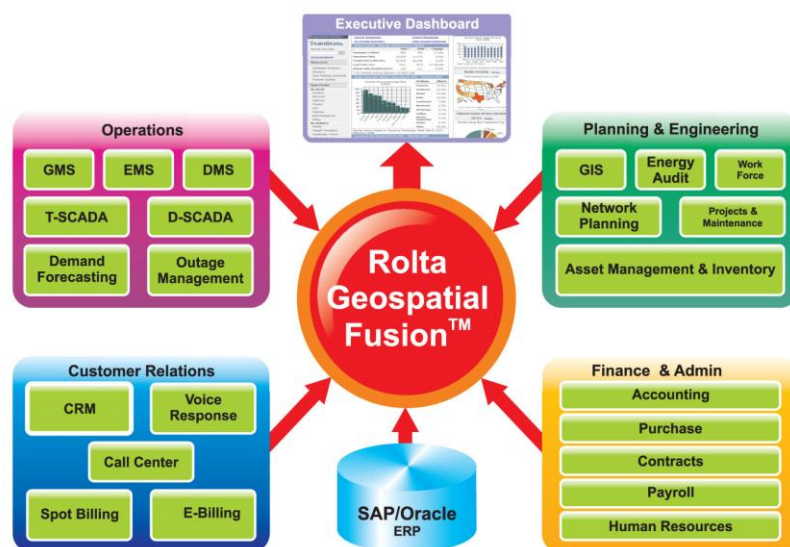 Executive Dashboard
Operations
GMS
EMS
DMS
T-SCADA
D-SCADA
Demand
Forecasting
Outage
Management
Planning & Engineering
GIS
Energy
Audit
Work
Force
Network
Planning
Projects &
Maintenance
Asset Management & Inventory
Rolta
Geospatial
Fusion™
Customer Relations
CRM
Voice
Response
Call Center
Spot Billing
E-Billing
SAP/Oracle
ERP
Finance & Admin
Accounting
Purchase
Contracts
Payroll
Human Resources